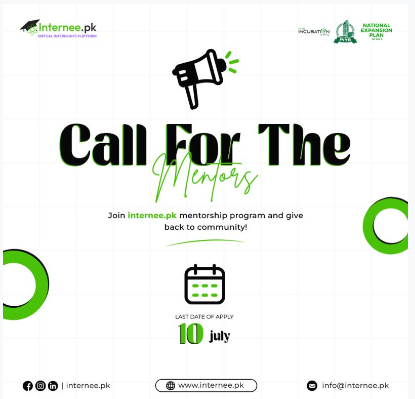 internee.pk
VIRTUAL INTERNSHIPS PLATFORM
INCUBATION
NATIONAL
EXPANSION
PLAN
Call For The
Mentors
Join internee.pk mentorship program and give
back to community!
LAST DATE OF APPLY
10 july
| internee.pk
www.internee.pk
info@internee.pk